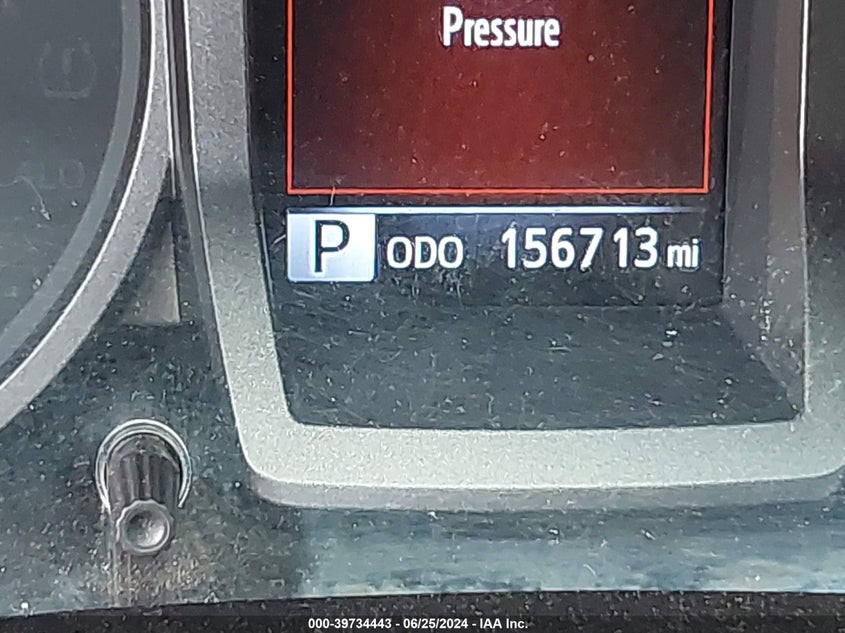 Pressure
P ODO 156713 mi
000-39734443 - 06/25/2024 - IAA Inc.